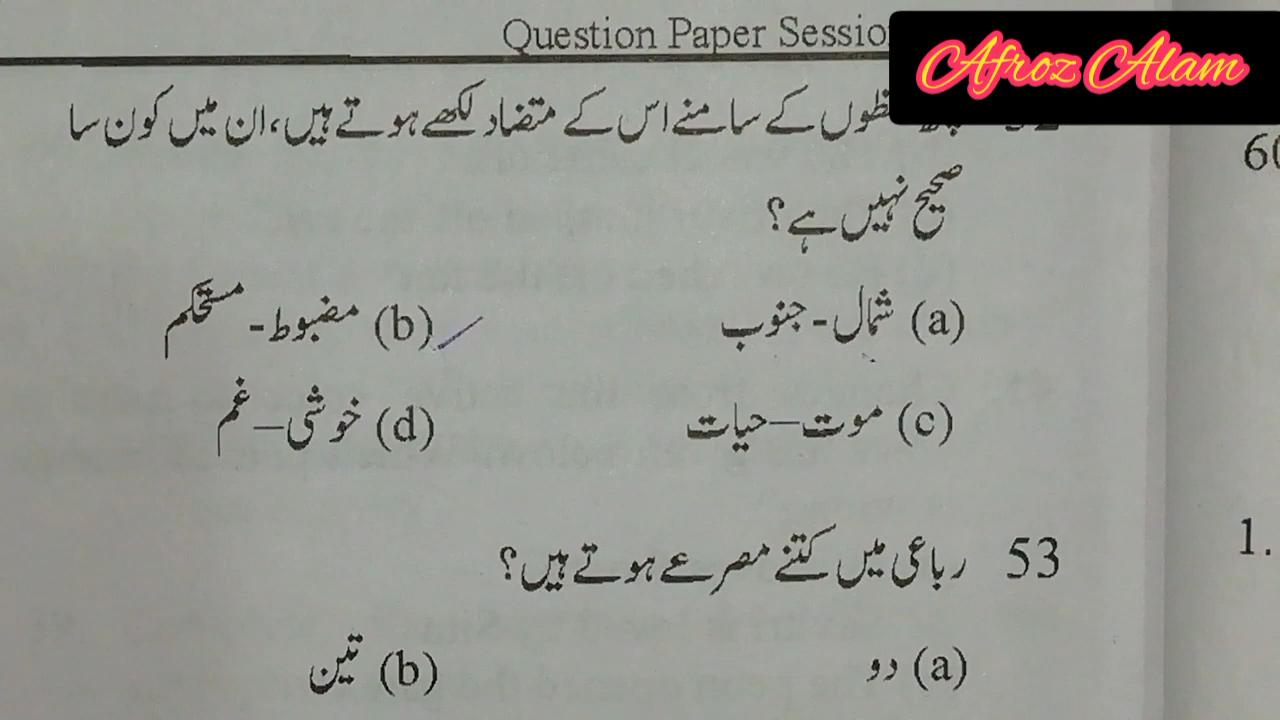 Question Paper Sessio
Afroz Alam
کے سامنے اس کے متضاد لکھے ہوتے ہیں، ان میں کون سا
60
صحیح نہیں ہے؟
(a) شمال - جنوب
(b) مضبوط - مستحکم
(c) موت – حیات
(d) خوشی – غم
53 رباعی میں کتنے مصرعے ہوتے ہیں؟
1.
(a) دو
(b) تین